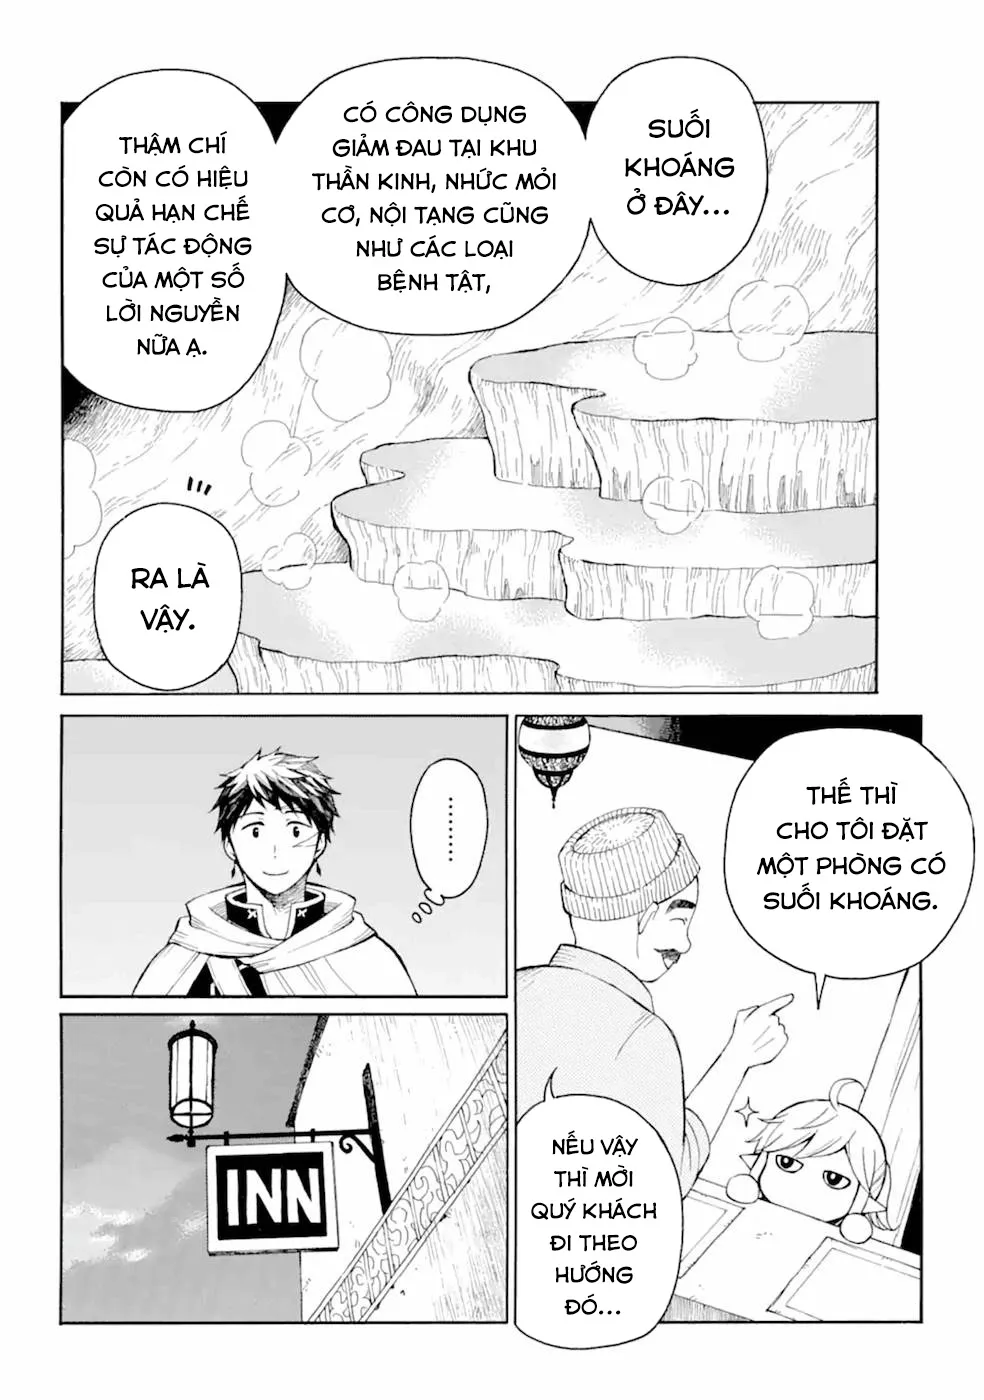 SUỐI
KHOÁNG
Ở ĐÂY...
CÓ CÔNG DỤNG
GIẢM ĐAU TẠI KHU
THẦN KINH, NHỨC MỎI
CƠ, NỘI TẠNG CŨNG
NHƯ CÁC LOẠI
BỆNH TẬT,
THẬM CHÍ
CÒN CÓ HIỆU
QUẢ HẠN CHẾ
SỰ TÁC ĐỘNG
CỦA MỘT SỐ
LỜI NGUYỀN
NỮA Ạ.
RA LÀ
VẬY.
THẾ THÌ
CHO TÔI ĐẶT
MỘT PHÒNG CÓ
SUỐI KHOÁNG.
NẾU VẬY
THÌ MỜI
QUÝ KHÁCH
ĐI THEO
HƯỚNG
ĐÓ...
.........
INN